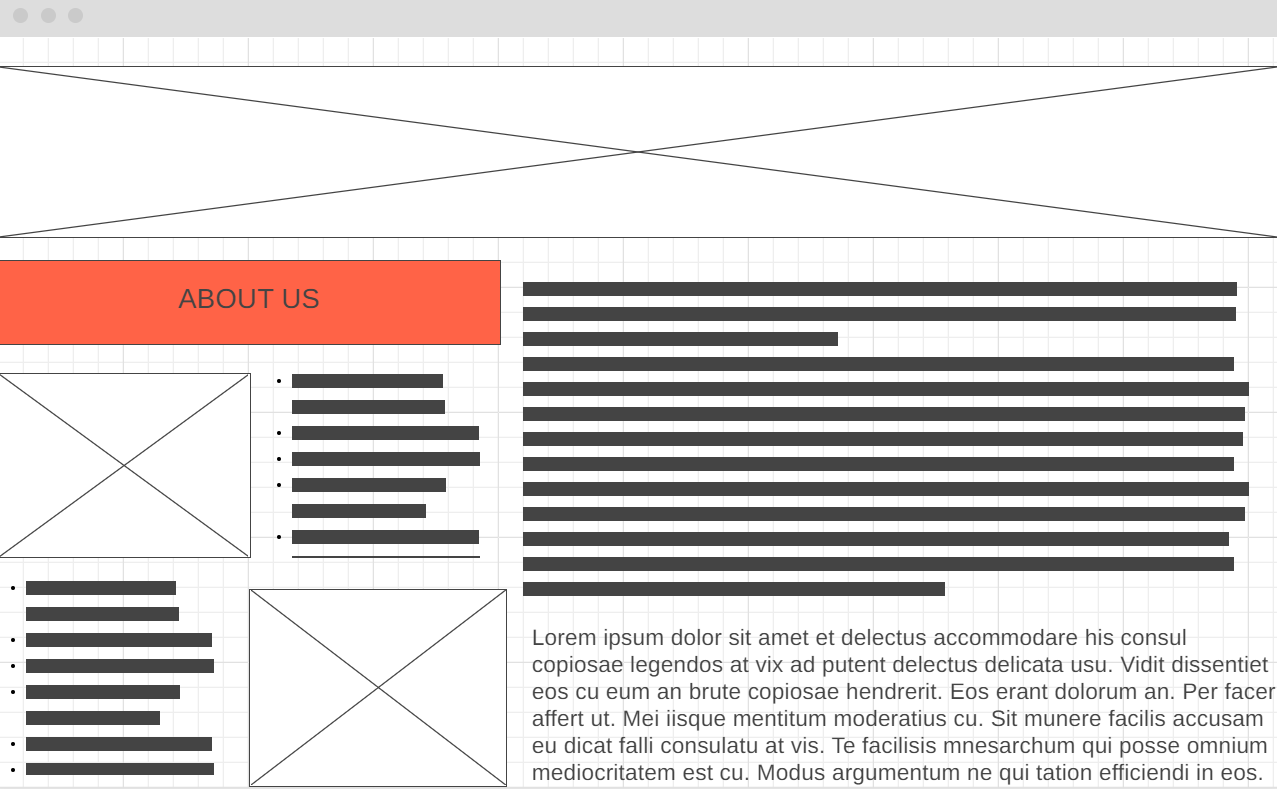 ABOUT US
Lorem ipsum dolor sit amet et delectus accommodare his consul
copiosae legendos at vix ad putent delectus delicata usu. Vidit dissentiet
eos cu eum an brute copiosae hendrerit. Eos erant dolorum an. Per facer
affert ut. Mei iisque mentitum moderatius cu. Sit munere facilis accusam
eu dicat falli consulatu at vis. Te facilisis mnesarchum qui posse omnium
mediocritatem est cu. Modus argumentum ne qui tation efficiendi in eos.